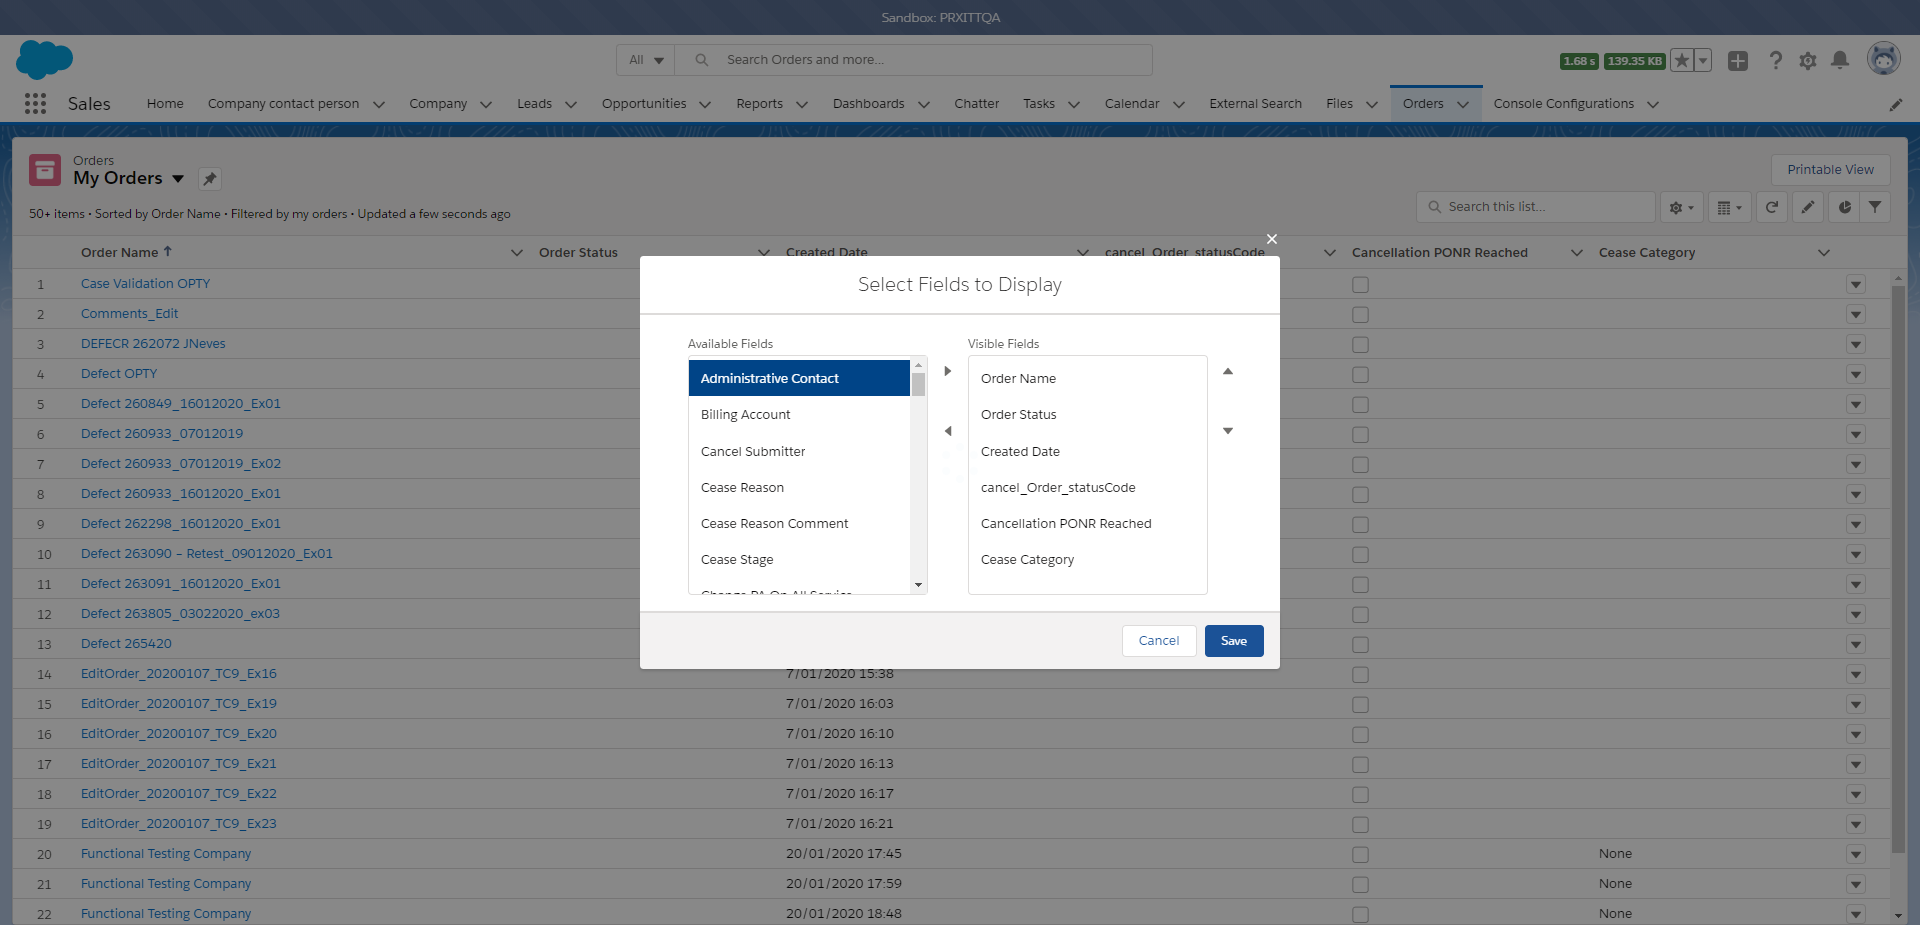 Sandbox: PRXITTQA
All
Search Orders and more...
1.68 s
139.35 KB
Sales
Home
Company contact person
Company
Leads
Opportunities
Reports
Dashboards
Chatter
Tasks
Calendar
External Search
Files
Orders
Console Configurations
Orders
My Orders
Printable View
50+ items • Sorted by Order Name • Filtered by my orders • Updated a few seconds ago
Search this list...
Order Name
Order Status
Created Date
cancel_Order_statusCode
Cancellation PONR Reached
Cease Category
1 Case Validation OPTY
2 Comments_Edit
3 DEFECR 262072 JNeves
4 Defect OPTY
5 Defect 260849_16012020_Ex01
6 Defect 260933_07012019
7 Defect 260933_07012019_Ex02
8 Defect 260933_16012020_Ex01
9 Defect 262298_16012020_Ex01
10 Defect 263090 – Retest_09012020_Ex01
11 Defect 263091_16012020_Ex01
12 Defect 263805_03022020_ex03
13 Defect 265420
14 EditOrder_20200107_TC9_Ex16 7/01/2020 15:38
15 EditOrder_20200107_TC9_Ex19 7/01/2020 16:03
16 EditOrder_20200107_TC9_Ex20 7/01/2020 16:10
17 EditOrder_20200107_TC9_Ex21 7/01/2020 16:13
18 EditOrder_20200107_TC9_Ex22 7/01/2020 16:17
19 EditOrder_20200107_TC9_Ex23 7/01/2020 16:21
20 Functional Testing Company 20/01/2020 17:45 None
21 Functional Testing Company 20/01/2020 17:59 None
22 Functional Testing Company 20/01/2020 18:48 None
Select Fields to Display
Available Fields
Administrative Contact
Billing Account
Cancel Submitter
Cease Reason
Cease Reason Comment
Cease Stage
Change BA On All Service
Visible Fields
Order Name
Order Status
Created Date
cancel_Order_statusCode
Cancellation PONR Reached
Cease Category
Cancel
Save